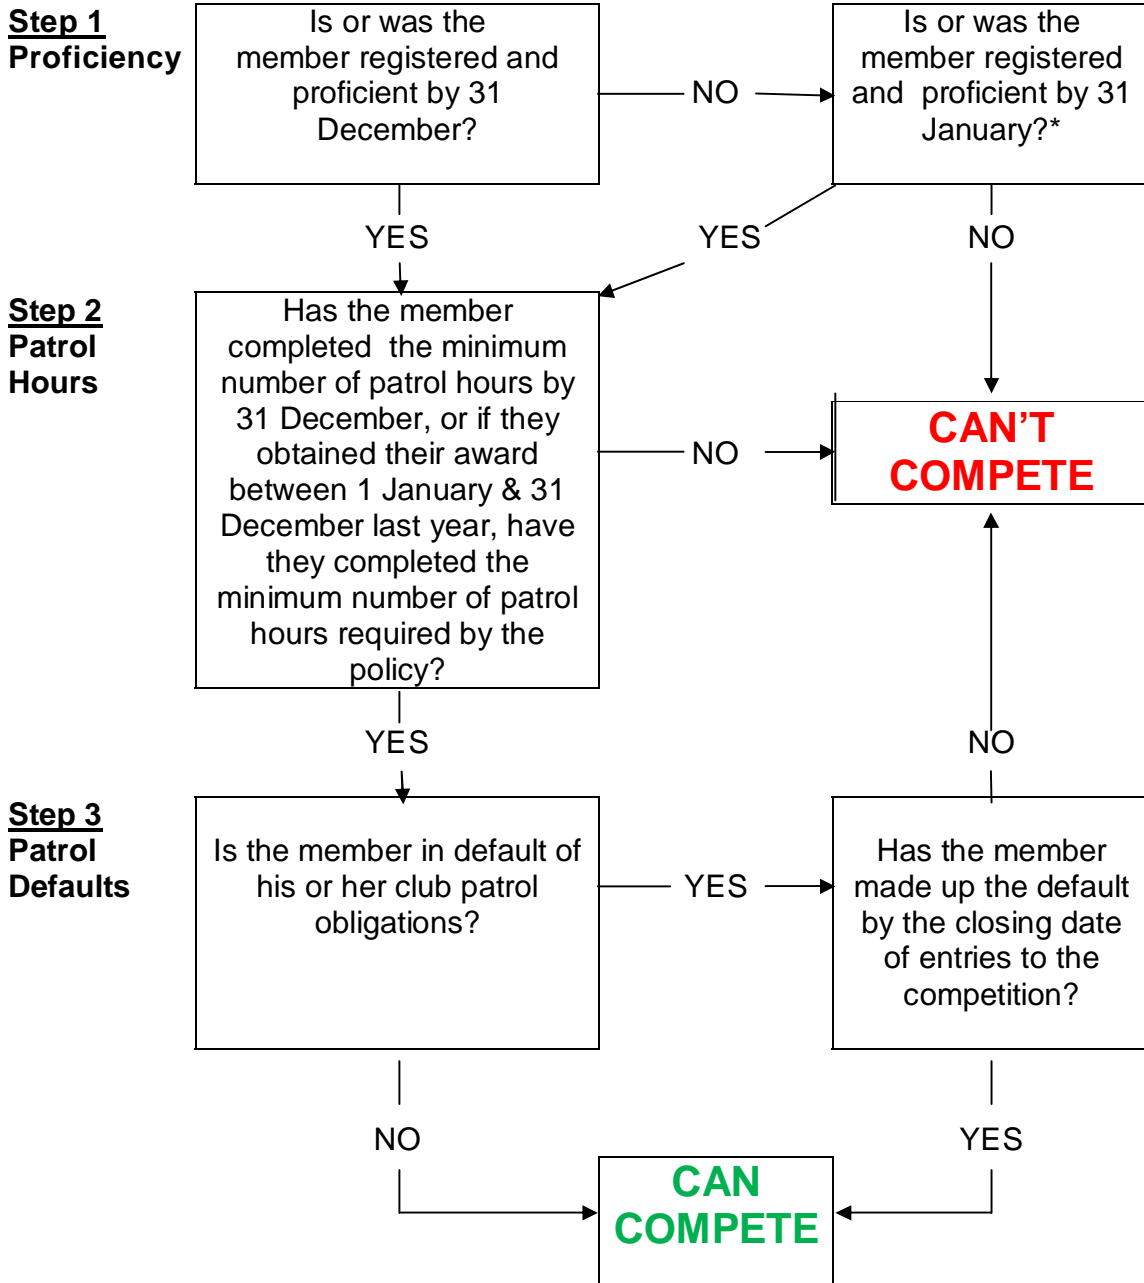 Step 1
Proficiency
Is or was the
member registered and
proficient by 31
December?
NO
Is or was the
member registered
and proficient by 31
January?*
YES
YES
NO
Step 2
Patrol
Hours
Has the member
completed the minimum
number of patrol hours by
31 December, or if they
obtained their award
between 1 January & 31
December last year, have
they completed the
minimum number of patrol
hours required by the
policy?
NO
CAN'T
COMPETE
YES
NO
Step 3
Patrol
Defaults
Is the member in default of
his or her club patrol
obligations?
YES
Has the member
made up the default
by the closing date
of entries to the
competition?
NO
YES
CAN
COMPETE